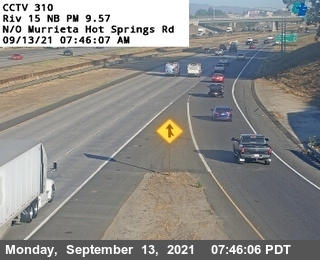 CCTV 310
Riv 15 NB PM 9.57
N/O Murrieta Hot Springs Rd
09/13/21 07:46:07 AM
Monday, September 13, 2021 07:46:06 PDT